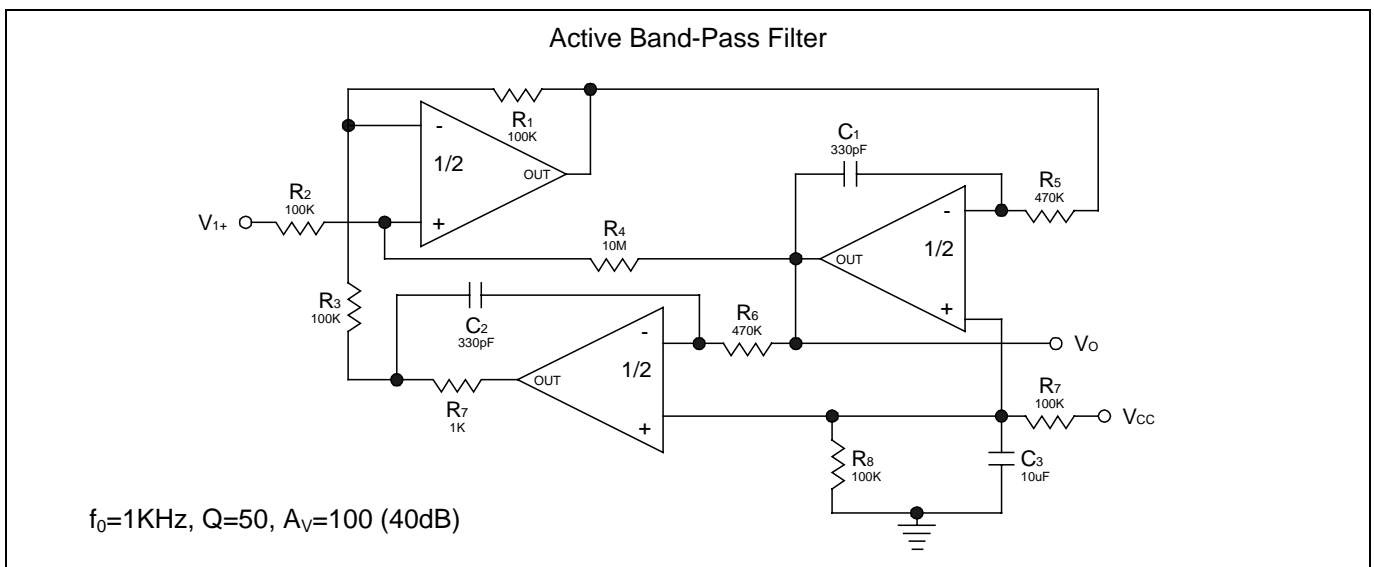 Active Band-Pass Filter
R1
100K
-
1/2
OUT
+
C1
330pF
R5
470K
R2
100K
V1+
R4
10M
-
1/2
OUT
+
R3
100K
C2
330pF
R6
470K
-
1/2
OUT
+
VO
R7
1K
R7
100K
VCC
R8
100K
C3
10uF
f0=1KHz, Q=50, AV=100 (40dB)